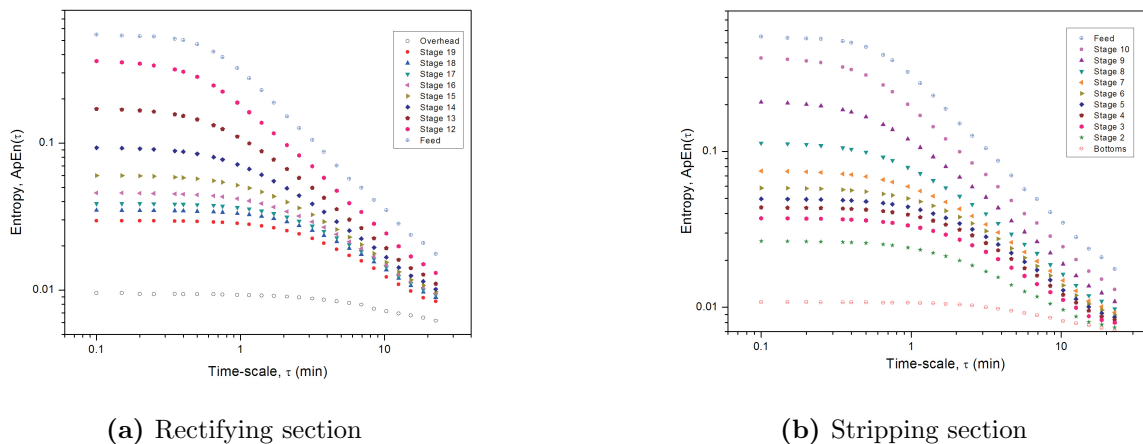 Entropy, ApEn(τ)
0.1
0.01
0.1
1
10
Time-scale, τ (min)
Overhead
Stage 19
Stage 18
Stage 17
Stage 16
Stage 15
Stage 14
Stage 13
Stage 12
Feed
(a) Rectifying section
Entropy, ApEn(τ)
0.1
0.01
0.1
1
10
Time-scale, τ (min)
Feed
Stage 10
Stage 9
Stage 8
Stage 7
Stage 6
Stage 5
Stage 4
Stage 3
Stage 2
Bottoms
(b) Stripping section